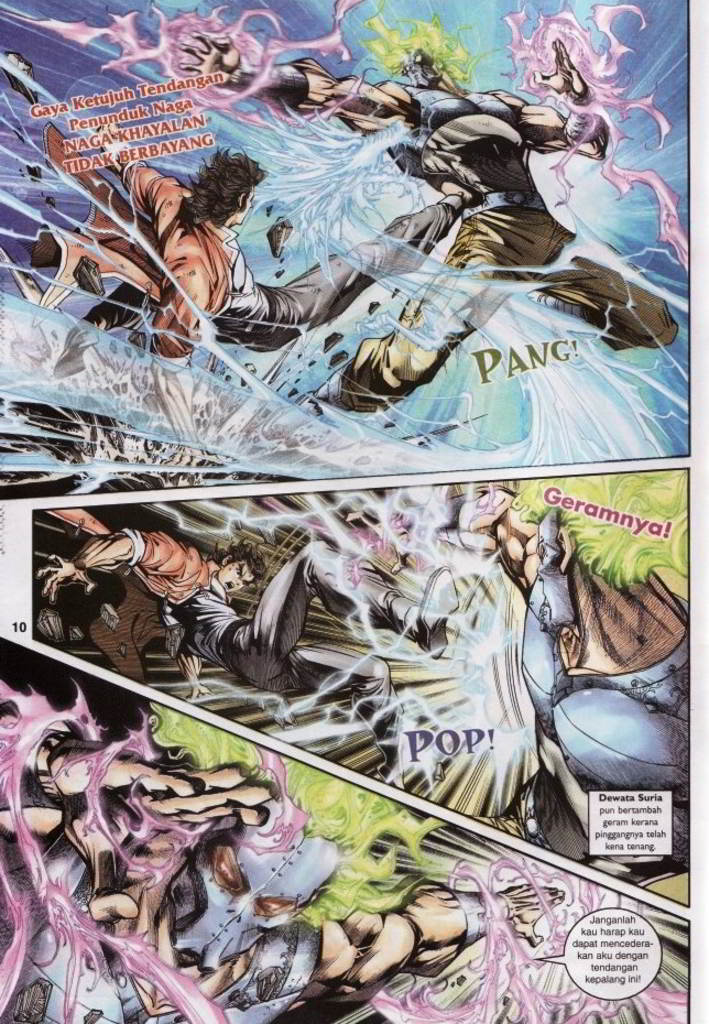 Gaya Ketujuh Tendangan
Penunduk Naga
NAGA KHAYALAN
TIDAK BERBAYANG
PANG!
Geramnya!
10
POP!
Dewata Suria
pun bertambah
geram kerana
pinggangnya telah
kena tenang.
Janganlah
kau harap kau
dapat mencedera-
kan aku dengan
tendangan
kepalang ini!